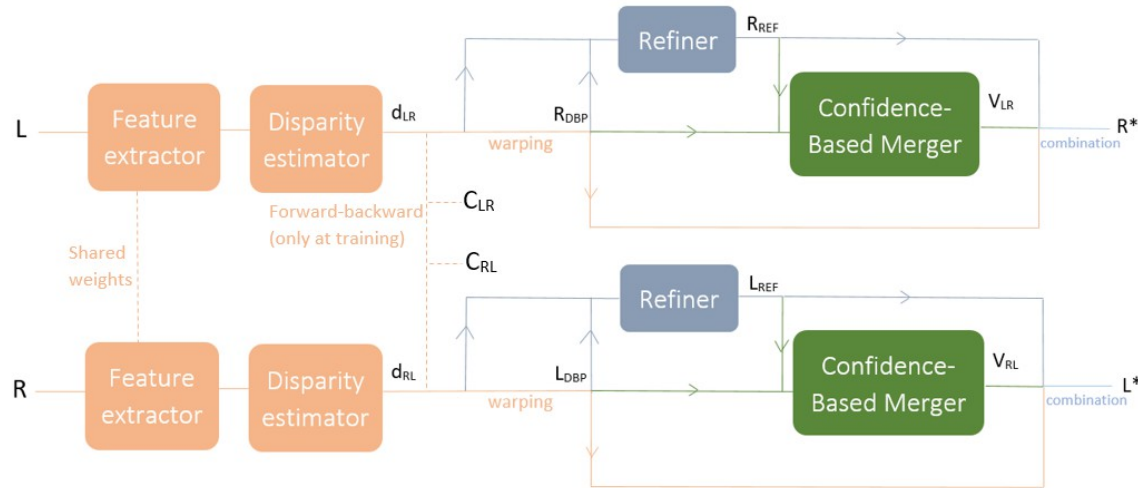 Refiner
R_REF
L
Feature
extractor
Disparity
estimator
d_LR
warping
R_DBP
Confidence-
Based Merger
V_LR
combination
R*
Forward-backward
(only at training)
C_LR
C_RL
Shared
weights
Refiner
L_REF
R
Feature
extractor
Disparity
estimator
d_RL
warping
L_DBP
Confidence-
Based Merger
V_RL
combination
L*